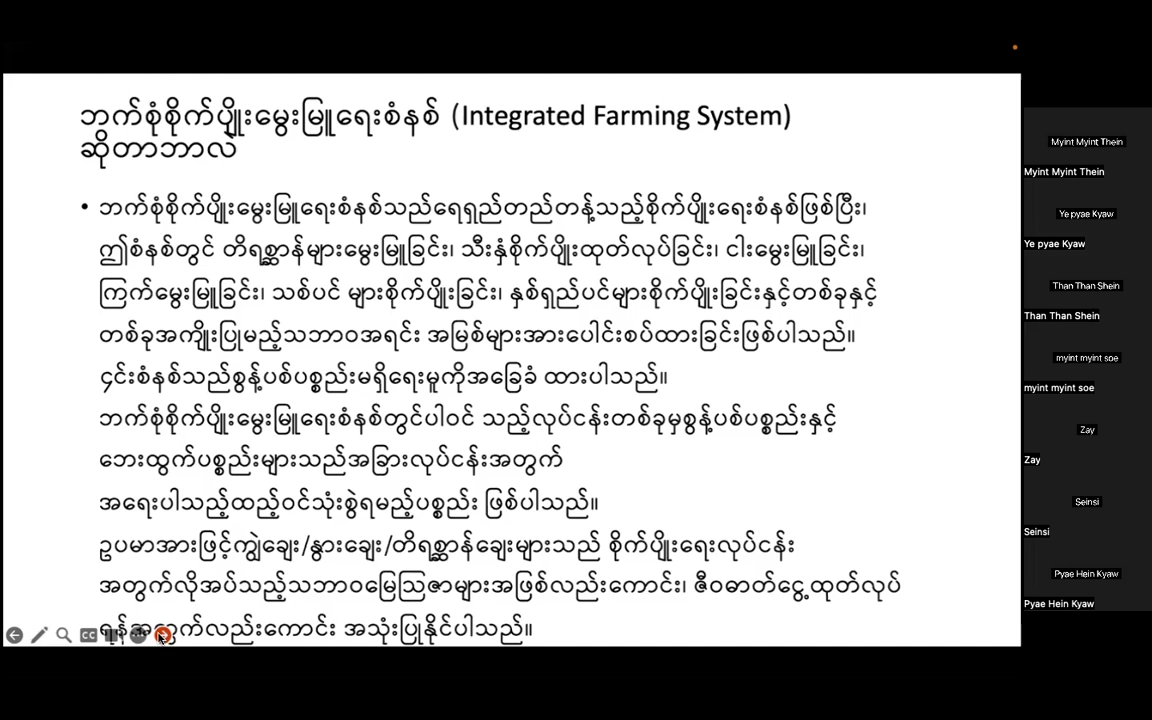 ဘက်စုံစိုက်ပျိုးမွေးမြူရေးစံနစ် (Integrated Farming System)
ဆိုတာဘာလဲ
• ဘက်စုံစိုက်ပျိုးမွေးမြူရေးစံနစ်သည်ရေရှည်တည်တန့်သည့်စိုက်ပျိုးရေးစံနစ်ဖြစ်ပြီး၊
ဤစံနစ်တွင် တိရစ္ဆာန်များမွေးမြူခြင်း၊ သီးနှံစိုက်ပျိုးထုတ်လုပ်ခြင်း၊ ငါးမွေးမြူခြင်း၊
ကြက်မွေးမြူခြင်း၊ သစ်ပင် များစိုက်ပျိုးခြင်း၊ နှစ်ရှည်ပင်များစိုက်ပျိုးခြင်းနှင့်တစ်ခုနှင့်
တစ်ခုအကျိုးပြုမည့်သဘာဝအရင်း အမြစ်များအားပေါင်းစပ်ထားခြင်းဖြစ်ပါသည်။
၄င်းစံနစ်သည်စွန့်ပစ်ပစ္စည်းမရှိရေးမူကိုအခြေခံ ထားပါသည်။
ဘက်စုံစိုက်ပျိုးမွေးမြူရေးစံနစ်တွင်ပါဝင် သည့်လုပ်ငန်းတစ်ခုမှစွန့်ပစ်ပစ္စည်းနှင့်
ဘေးထွက်ပစ္စည်းများသည်အခြားလုပ်ငန်းအတွက်
အရေးပါသည့်ထည့်ဝင်သုံးစွဲရမည့်ပစ္စည်း ဖြစ်ပါသည်။
ဥပမာအားဖြင့်ကျွဲချေး/နွားချေး/တိရစ္ဆာန်ချေးများသည် စိုက်ပျိုးရေးလုပ်ငန်း
အတွက်လိုအပ်သည့်သဘာဝမြေသြဇာများအဖြစ်လည်းကောင်း၊ ဇီဝဓာတ်ငွေ့ထုတ်လုပ်
ရန်အတွက်လည်းကောင်း အသုံးပြုနိုင်ပါသည်။
CC
Myint Myint Thein
Myint Myint Thein
Ye pyae Kyaw
Ye pyae Kyaw
Than Than Shein
Than Than Shein
myint myint soe
myint myint soe
Zay
Zay
Seinsi
Seinsi
Pyae Hein Kyaw
Pyae Hein Kyaw